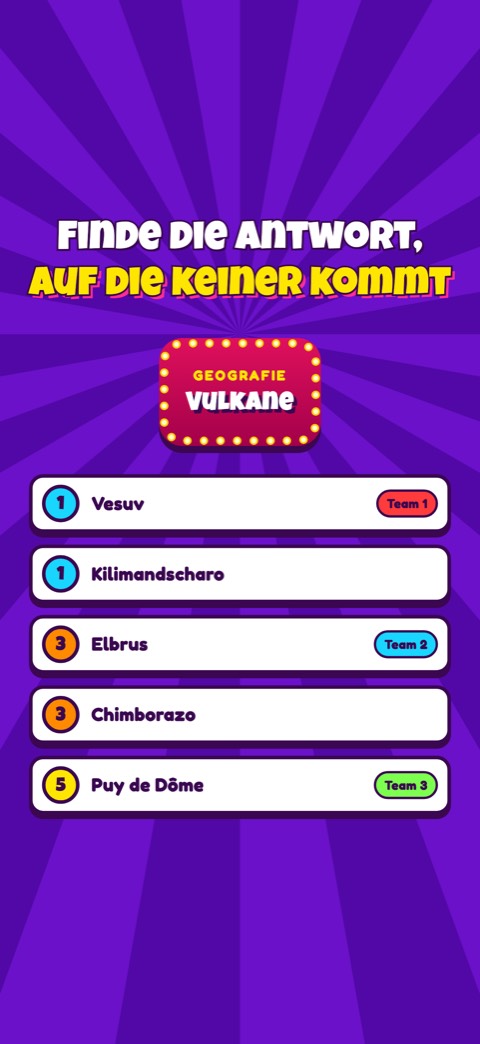 Finde die Antwort,
auf die keiner kommt
GEOGRAFIE
Vulkane
1 Vesuv Team 1
1 Kilimandscharo
3 Elbrus Team 2
3 Chimborazo
5 Puy de Dôme Team 3